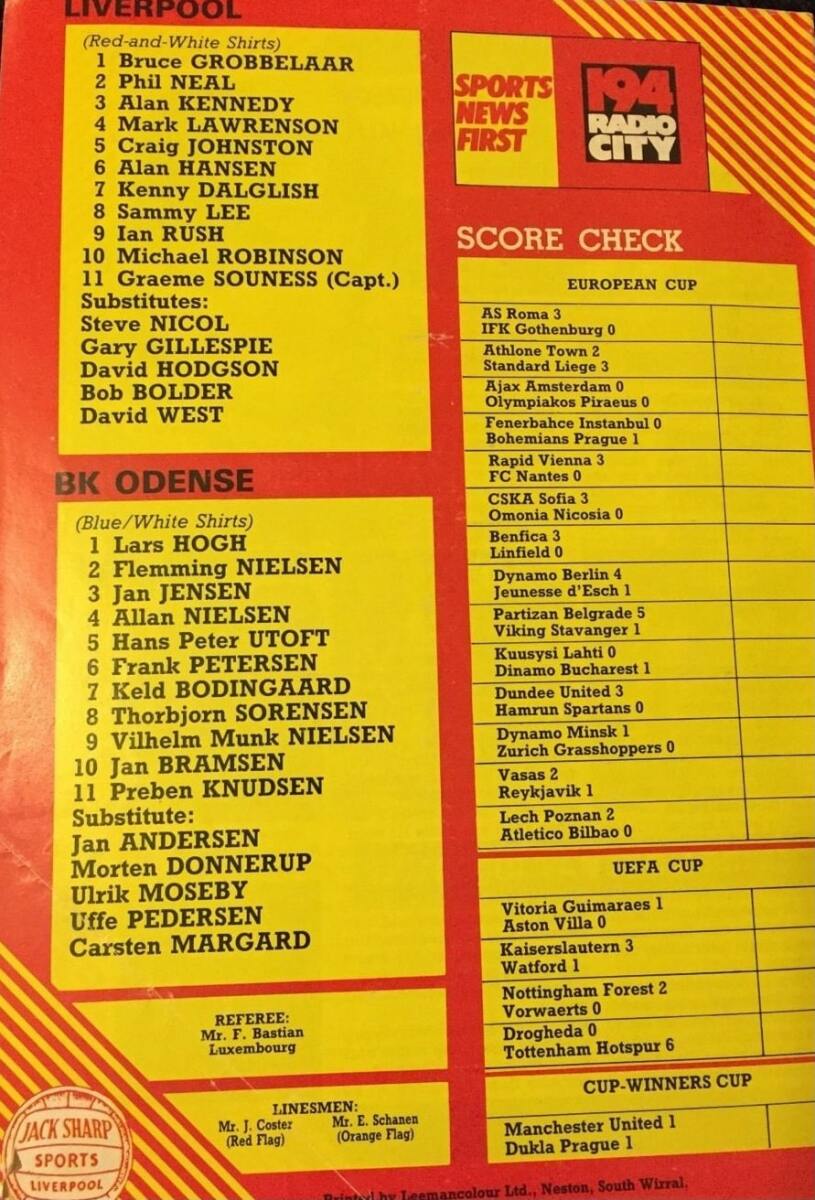 LIVERPOOL
(Red-and-White Shirts)
1 Bruce GROBBELAAR
2 Phil NEAL
3 Alan KENNEDY
4 Mark LAWRENSON
5 Craig JOHNSTON
6 Alan HANSEN
7 Kenny DALGLISH
8 Sammy LEE
9 Ian RUSH
10 Michael ROBINSON
11 Graeme SOUNESS (Capt.)
Substitutes:
Steve NICOL
Gary GILLESPIE
David HODGSON
Bob BOLDER
David WEST
BK ODENSE
(Blue/White Shirts)
1 Lars HOGH
2 Flemming NIELSEN
3 Jan JENSEN
4 Allan NIELSEN
5 Hans Peter UTOFT
6 Frank PETERSEN
7 Keld BODINGAARD
8 Thorbjorn SORENSEN
9 Vilhelm Munk NIELSEN
10 Jan BRAMSEN
11 Preben KNUDSEN
Substitute:
Jan ANDERSEN
Morten DONNERUP
Ulrik MOSEBY
Uffe PEDERSEN
Carsten MARGARD
REFEREE:
Mr. F. Bastian
Luxembourg
LINESMEN:
Mr. J. Coster
(Red Flag)
Mr. E. Schanen
(Orange Flag)
JACK SHARP
SPORTS
LIVERPOOL
SPORTS
NEWS
FIRST
194
RADIO
CITY
SCORE CHECK
EUROPEAN CUP
AS Roma 3
IFK Gothenburg 0
Athlone Town 2
Standard Liege 3
Ajax Amsterdam 0
Olympiakos Piraeus 0
Fenerbahce Instanbul 0
Bohemians Prague 1
Rapid Vienna 3
FC Nantes 0
CSKA Sofia 3
Omonia Nicosia 0
Benfica 3
Linfield 0
Dynamo Berlin 4
Jeunesse d'Esch 1
Partizan Belgrade 5
Viking Stavanger 1
Kuusysi Lahti 0
Dinamo Bucharest 1
Dundee United 3
Hamrun Spartans 0
Dynamo Minsk 1
Zurich Grasshoppers 0
Vasas 2
Reykjavik 1
Lech Poznan 2
Atletico Bilbao 0
UEFA CUP
Vitoria Guimaraes 1
Aston Villa 0
Kaiserslautern 3
Watford 1
Nottingham Forest 2
Vorwaerts 0
Drogheda 0
Tottenham Hotspur 6
CUP-WINNERS CUP
Manchester United 1
Dukla Prague 1
Printed by Leemancolour Ltd., Neston, South Wirral.